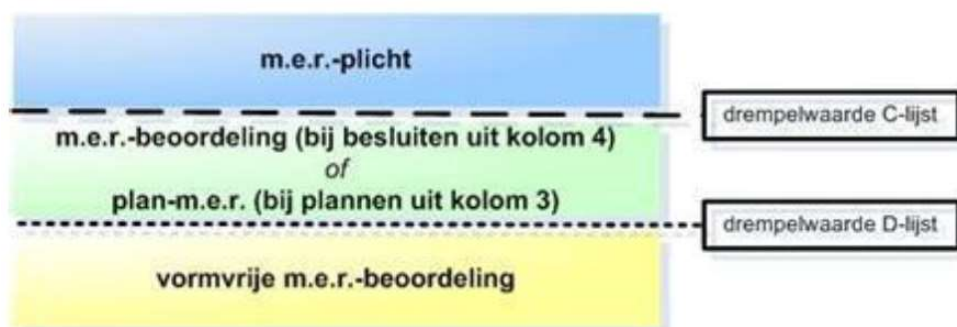 m.e.r.-plicht
drempelwaarde C-lijst
m.e.r.-beoordeling (bij besluiten uit kolom 4)
of
plan-m.e.r. (bij plannen uit kolom 3)
drempelwaarde D-lijst
vormvrije m.e.r.-beoordeling